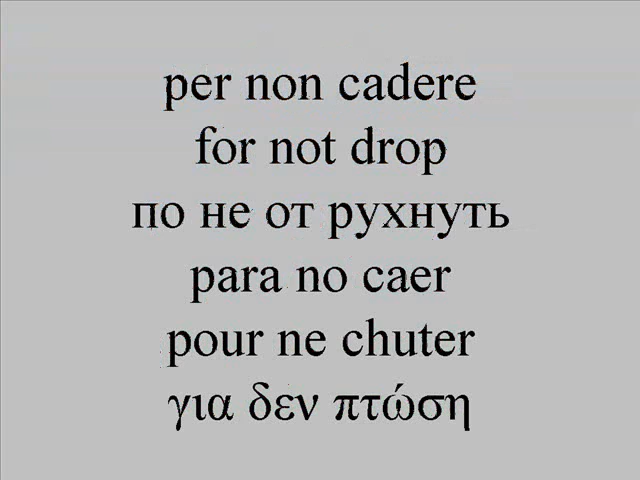 per non cadere
for not drop
по не от рухнуть
para no caer
pour ne chuter
για δεν πτώση